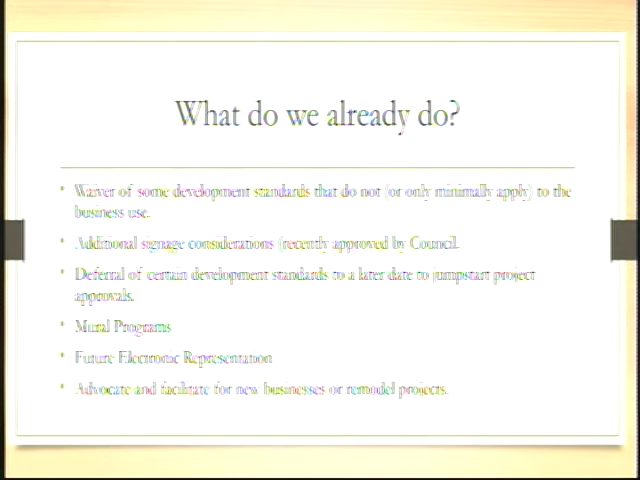 What do we already do?
• Waiver of some development standards that do not (or only minimally apply) to the
business use.
• Additional signage considerations (recently approved by Council.
• Deferral of certain development standards to a later date to jumpstart project
approvals.
• Mural Programs
• Future Electronic Representation
• Advocate and facilitate for new businesses or remodel projects.